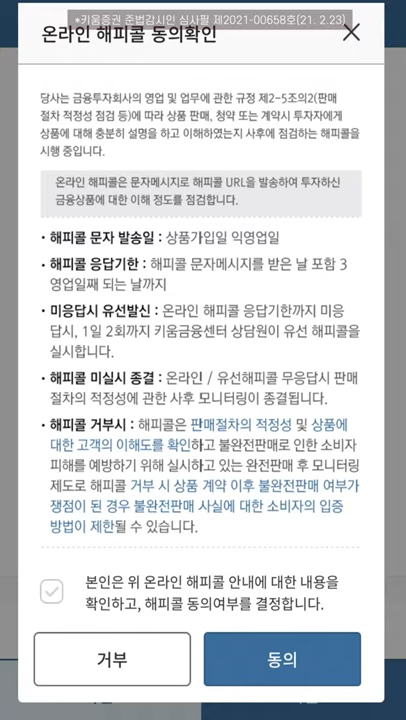 *키움증권 준법감시인 심사필 제2021-00658호(21. 2.23)
온라인 해피콜 동의확인
당사는 금융투자회사의 영업 및 업무에 관한 규정 제2-5조의2(판매
절차 적정성 점검 등)에 따라 상품 판매, 청약 또는 계약시 투자자에게
상품에 대해 충분히 설명을 하고 이해하였는지 사후에 점검하는 해피콜을
시행 중입니다.
온라인 해피콜은 문자메시지로 해피콜 URL을 발송하여 투자하신
금융상품에 대한 이해 정도를 점검합니다.
• 해피콜 문자 발송일 : 상품가입일 익영업일
• 해피콜 응답기한 : 해피콜 문자메시지를 받은 날 포함 3
영업일째 되는 날까지
• 미응답시 유선발신 : 온라인 해피콜 응답기한까지 미응
답시, 1일 2회까지 키움금융센터 상담원이 유선 해피콜을
실시합니다.
• 해피콜 미실시 종결 : 온라인 / 유선해피콜 무응답시 판매
절차의 적정성에 관한 사후 모니터링이 종결됩니다.
• 해피콜 거부시 : 해피콜은 판매절차의 적정성 및 상품에
대한 고객의 이해도를 확인하고 불완전판매로 인한 소비자
피해를 예방하기 위해 실시하고 있는 완전판매 후 모니터링
제도로 해피콜 거부 시 상품 계약 이후 불완전판매 여부가
쟁점이 된 경우 불완전판매 사실에 대한 소비자의 입증
방법이 제한될 수 있습니다.
본인은 위 온라인 해피콜 안내에 대한 내용을
확인하고, 해피콜 동의여부를 결정합니다.
거부
동의